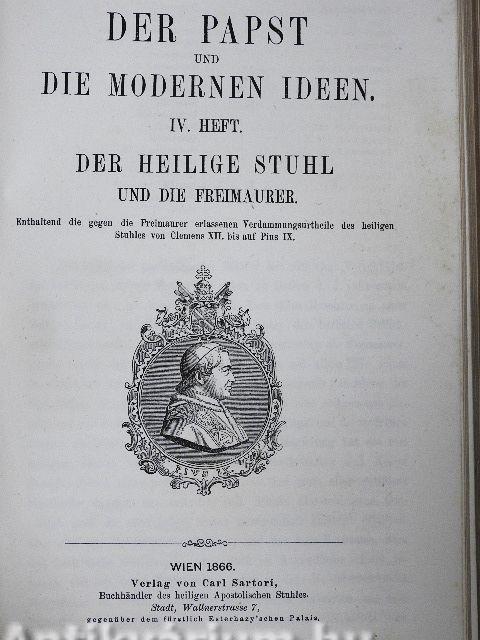 DER PAPST
UND
DIE MODERNEN IDEEN.
IV. HEFT.
DER HEILIGE STUHL
UND DIE FREIMAURER.
Enthaltend die gegen die Freimaurer erlassenen Verdammungsurtheile des heiligen
Stuhles von Clemens XII. bis auf Pius IX.
PIUS IX.
WIEN 1866.
Verlag von Carl Sartori,
Buchhändler des heiligen Apostolischen Stuhles.
Stadt, Wallnerstrasse 7,
gegenüber dem fürstlich Esterhazy'schen Palais.